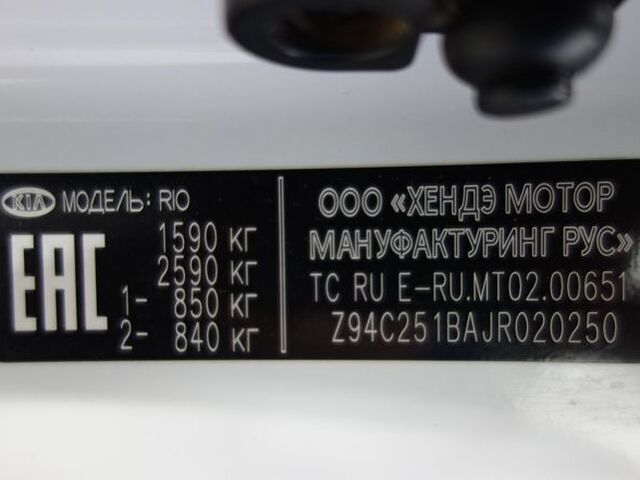 KIA МОДЕЛЬ: RIO
EAC
1590 КГ
2590 КГ
1- 850 КГ
2- 840 КГ
ООО «ХЕНДЭ МОТОР
МАНУФАКТУРИНГ РУС»
ТС RU E-RU.MT02.00651
Z94C251BAJR020250